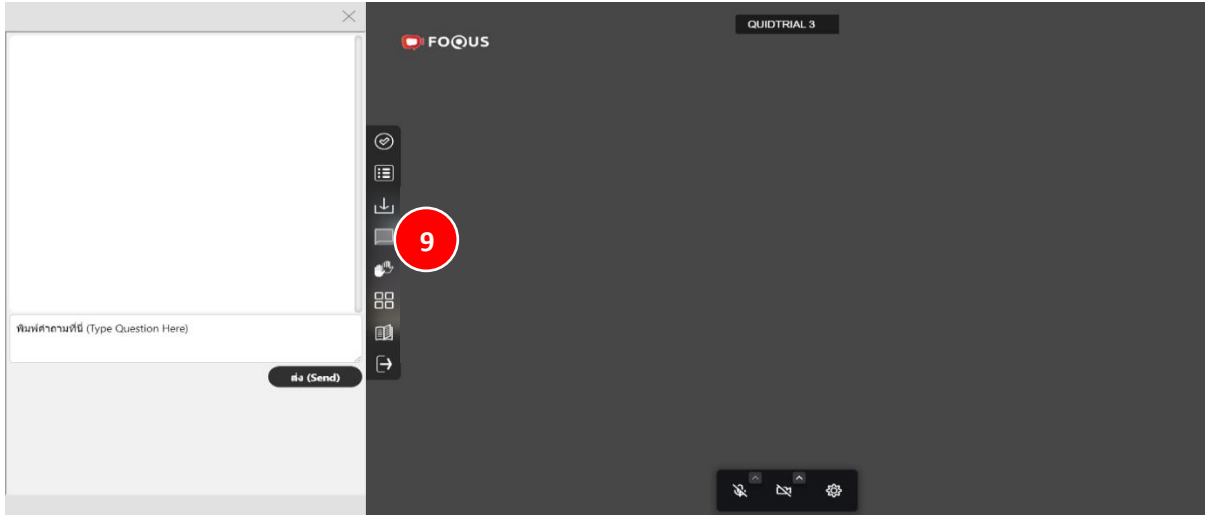 QUIDTRIAL 3
FOQUS
9
พิมพ์คำถามที่นี่ (Type Question Here)
ส่ง (Send)